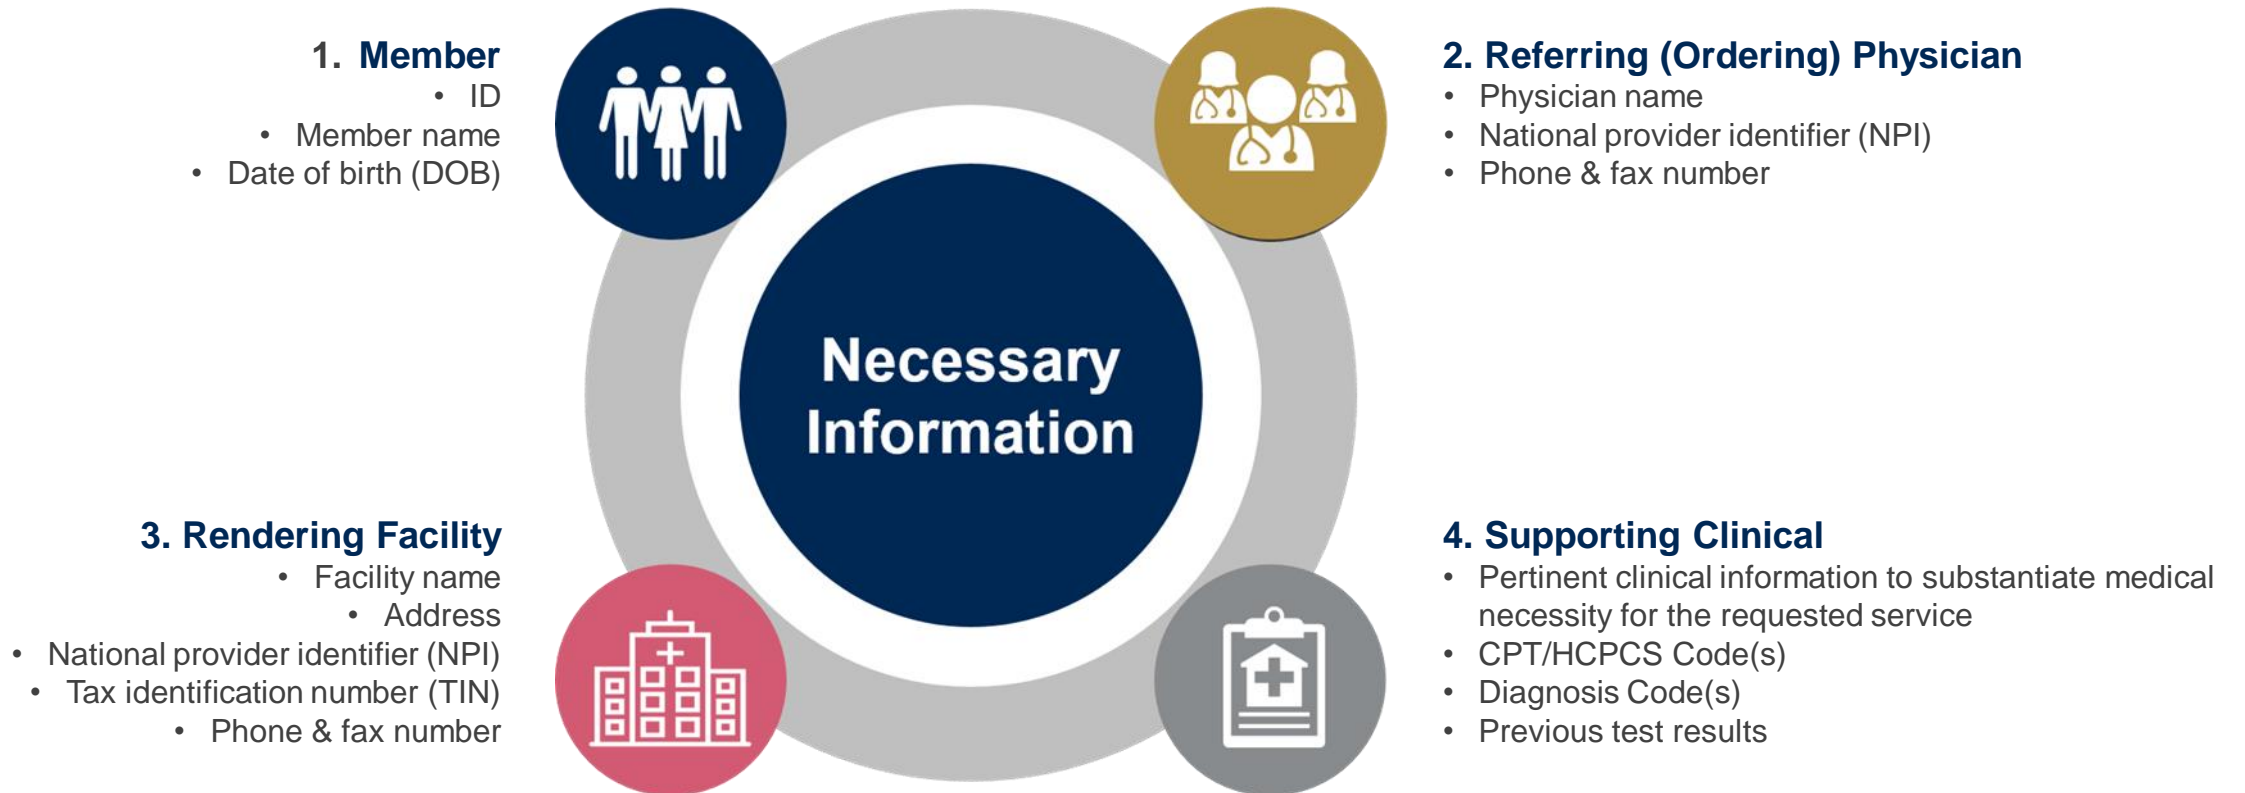 1. Member
• ID
• Member name
• Date of birth (DOB)
2. Referring (Ordering) Physician
• Physician name
• National provider identifier (NPI)
• Phone & fax number
Necessary
Information
3. Rendering Facility
• Facility name
• Address
• National provider identifier (NPI)
• Tax identification number (TIN)
• Phone & fax number
4. Supporting Clinical
• Pertinent clinical information to substantiate medical
necessity for the requested service
• CPT/HCPCS Code(s)
• Diagnosis Code(s)
• Previous test results